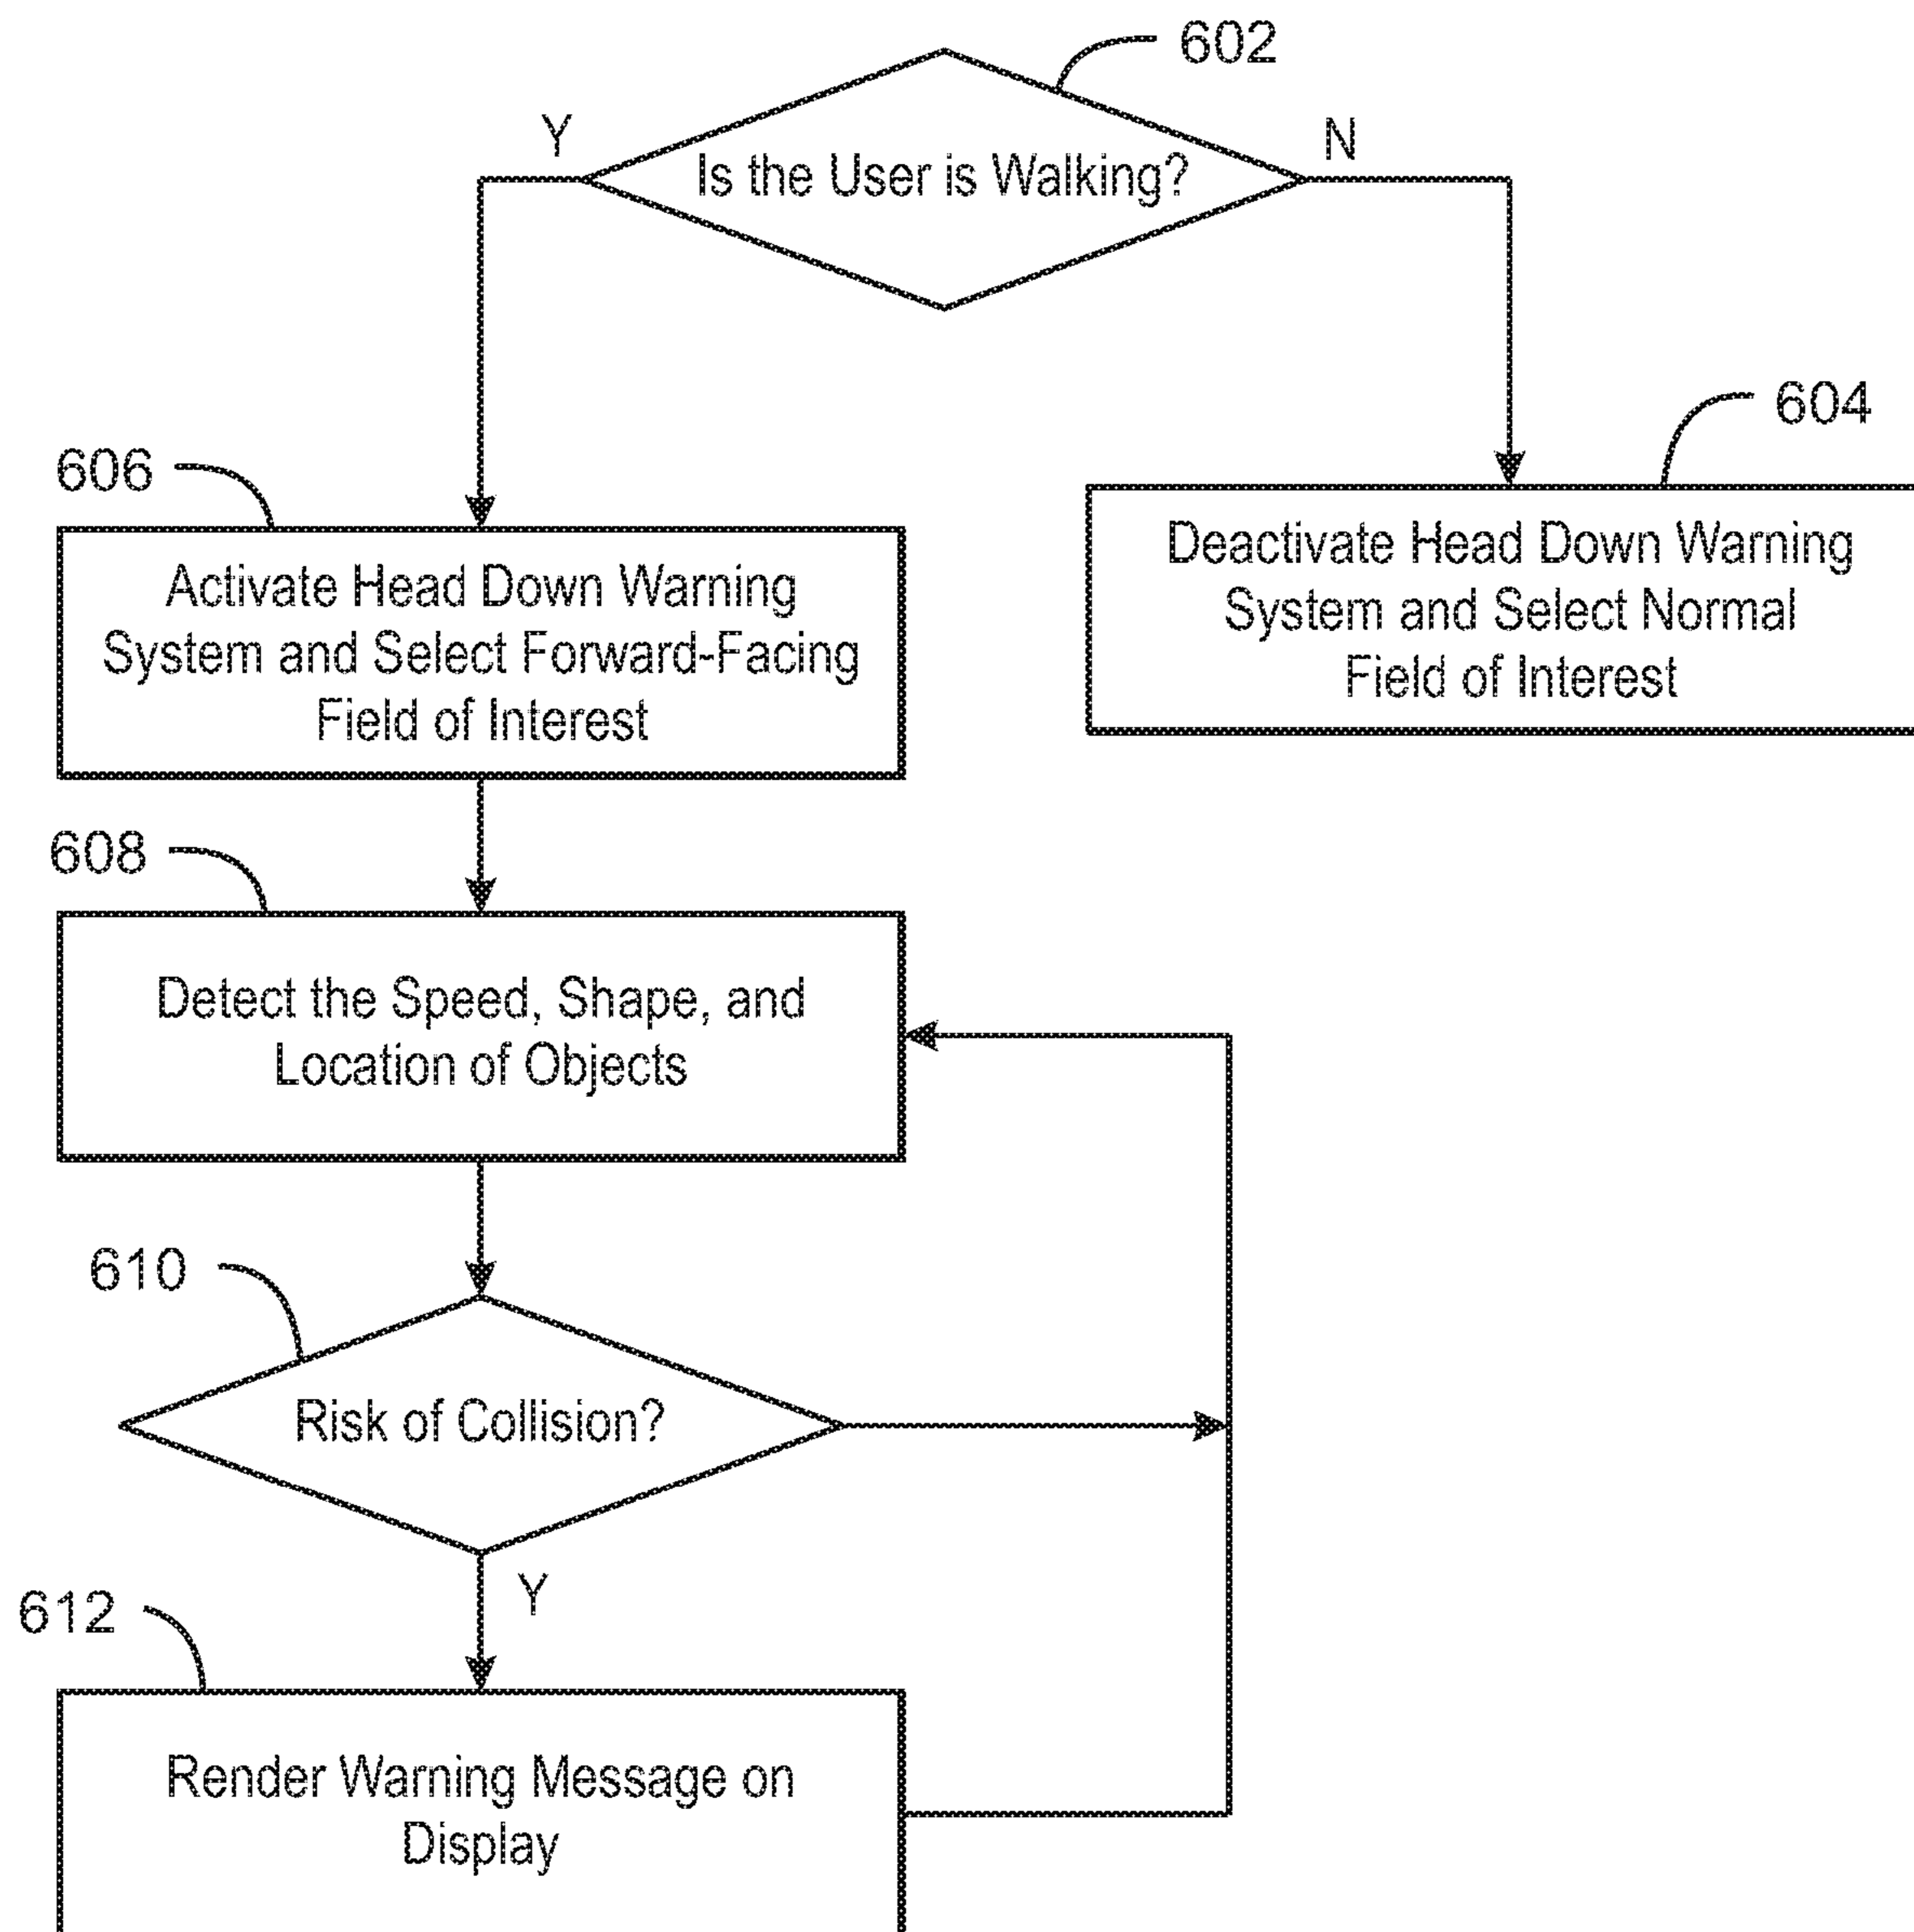 602
Y
N
Is the User is Walking?
604
606
Deactivate Head Down Warning
System and Select Normal
Field of Interest
Activate Head Down Warning
System and Select Forward-Facing
Field of Interest
608
Detect the Speed, Shape, and
Location of Objects
610
Risk of Collision?
Y
612
Render Warning Message on
Display